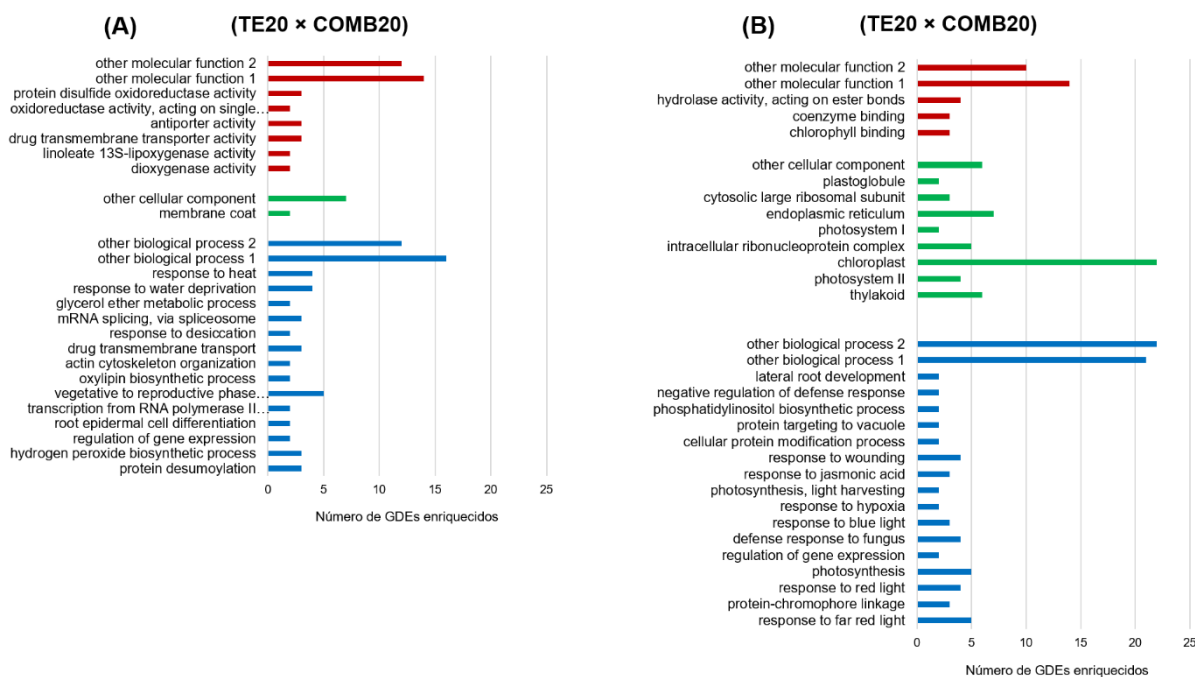 (A) (TE20 × COMB20)
other molecular function 2
other molecular function 1
protein disulfide oxidoreductase activity
oxidoreductase activity, acting on single…
antiporter activity
drug transmembrane transporter activity
linoleate 13S-lipoxygenase activity
dioxygenase activity
other cellular component
membrane coat
other biological process 2
other biological process 1
response to heat
response to water deprivation
glycerol ether metabolic process
mRNA splicing, via spliceosome
response to desiccation
drug transmembrane transport
actin cytoskeleton organization
oxylipin biosynthetic process
vegetative to reproductive phase…
transcription from RNA polymerase II…
root epidermal cell differentiation
regulation of gene expression
hydrogen peroxide biosynthetic process
protein desumoylation
0 5 10 15 20 25
Número de GDEs enriquecidos
(B) (TE20 × COMB20)
other molecular function 2
other molecular function 1
hydrolase activity, acting on ester bonds
coenzyme binding
chlorophyll binding
other cellular component
plastoglobule
cytosolic large ribosomal subunit
endoplasmic reticulum
photosystem I
intracellular ribonucleoprotein complex
chloroplast
photosystem II
thylakoid
other biological process 2
other biological process 1
lateral root development
negative regulation of defense response
phosphatidylinositol biosynthetic process
protein targeting to vacuole
cellular protein modification process
response to wounding
response to jasmonic acid
photosynthesis, light harvesting
response to hypoxia
response to blue light
defense response to fungus
regulation of gene expression
photosynthesis
response to red light
protein-chromophore linkage
response to far red light
0 5 10 15 20 25
Número de GDEs enriquecidos